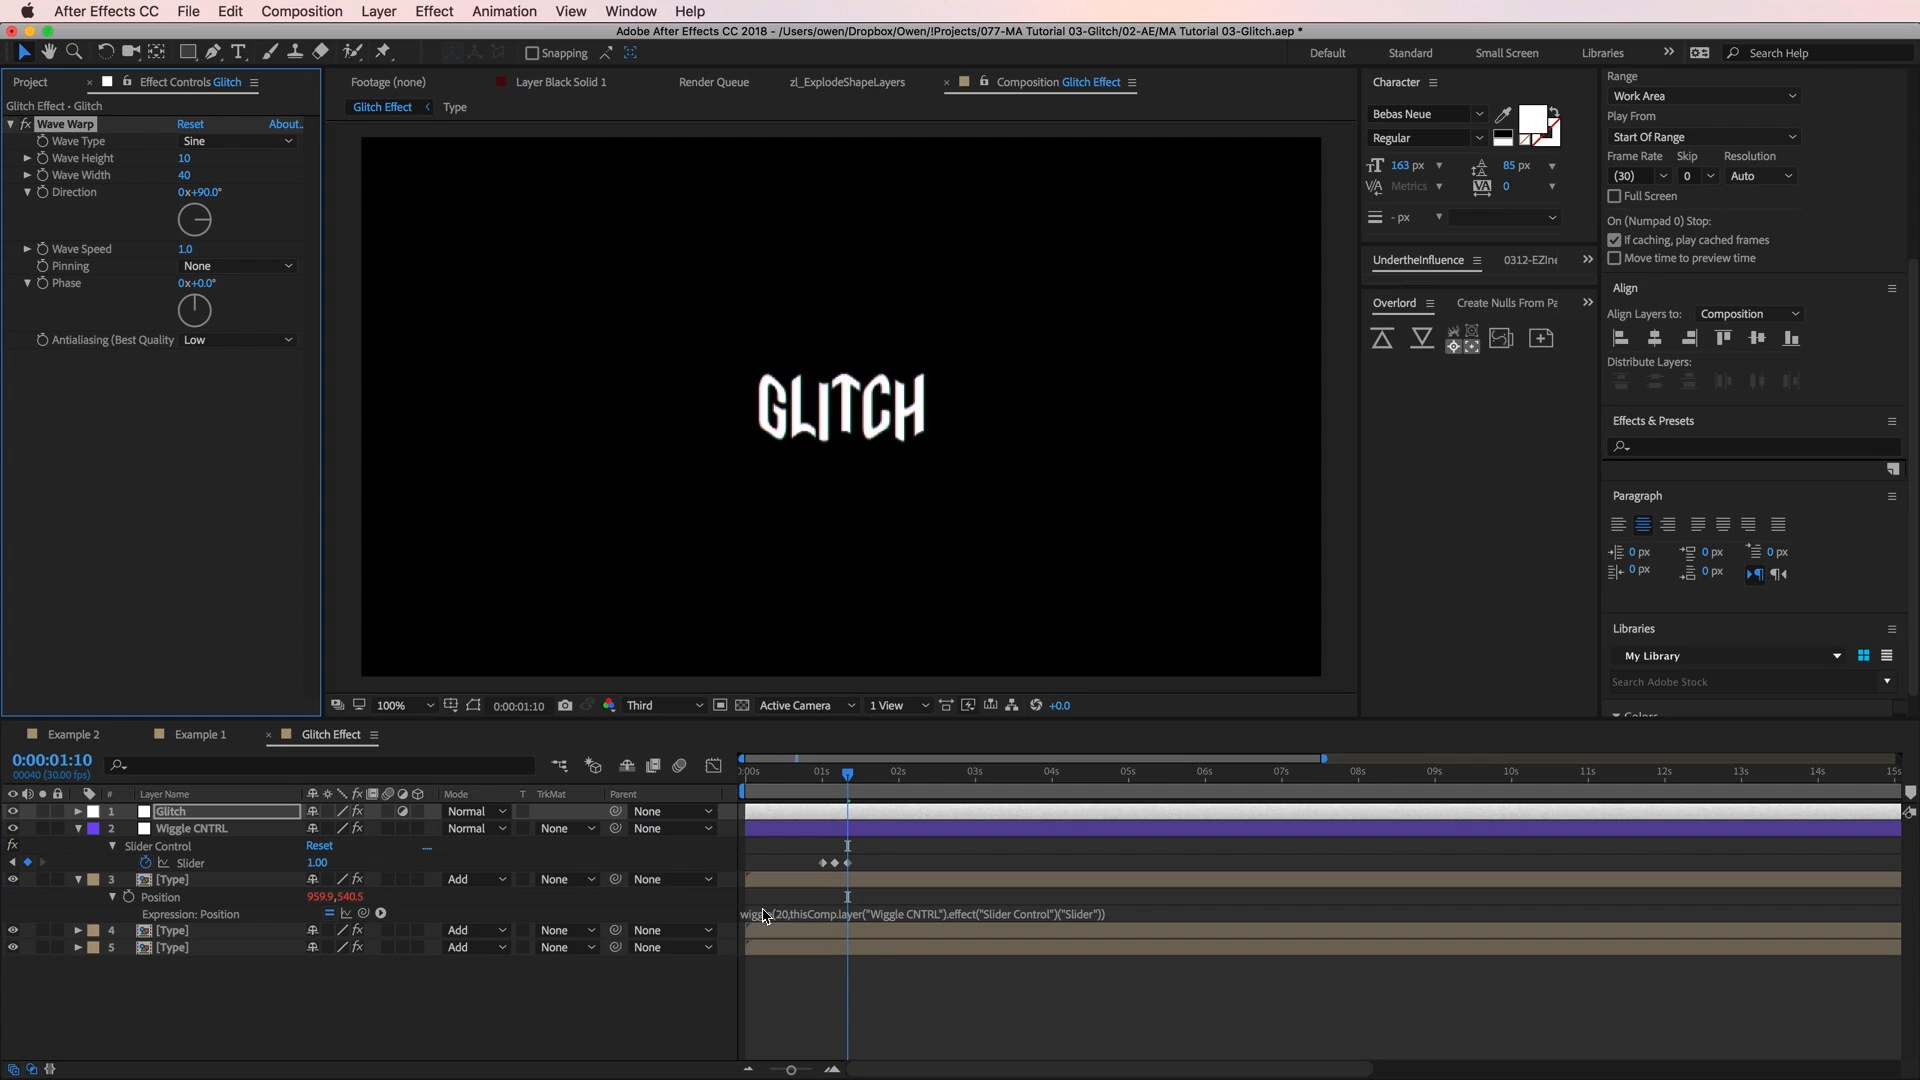 After Effects CC File Edit Composition Layer Effect Animation View Window Help
Adobe After Effects CC 2018 - /Users/owen/Dropbox/Owen/!Projects/077-MA Tutorial 03-Glitch/02-AE/MA Tutorial 03-Glitch.aep *
Snapping Default Standard Small Screen Libraries » Search Help
Project × Effect Controls Glitch
Footage (none) Layer Black Solid 1 Render Queue zl_ExplodeShapeLayers × Composition Glitch Effect
Glitch Effect • Glitch
Glitch Effect Type
fx Wave Warp Reset About..
Wave Type Sine
Wave Height 10
Wave Width 40
Direction 0x+90.0°
Wave Speed 1.0
Pinning None
Phase 0x+0.0°
Antialiasing (Best Quality Low
GLITCH
100% 0:00:01:10 Third Active Camera 1 View +0.0
Character
Bebas Neue
Regular
163 px 85 px
Metrics 0
- px
UndertheInfluence 0312-EZIne »
Overlord Create Nulls From Pa »
Range
Work Area
Play From
Start Of Range
Frame Rate Skip Resolution
(30) 0 Auto
Full Screen
On (Numpad 0) Stop:
If caching, play cached frames
Move time to preview time
Align
Align Layers to: Composition
Distribute Layers:
Effects & Presets
Paragraph
0 px 0 px 0 px
0 px 0 px
Libraries
My Library
Search Adobe Stock
Colors
Example 2 Example 1 × Glitch Effect
0:00:01:10
00040 (30.00 fps)
):00s 01s 02s 03s 04s 05s 06s 07s 08s 09s 10s 11s 12s 13s 14s 15s
# Layer Name Mode T TrkMat Parent
1 Glitch Normal None
2 Wiggle CNTRL Normal None None
fx Slider Control Reset ....
Slider 1.00
3 [Type] Add None None
Position 959.9,540.5
Expression: Position wiggle(20,thisComp.layer("Wiggle CNTRL").effect("Slider Control")("Slider"))
4 [Type] Add None None
5 [Type] Add None None